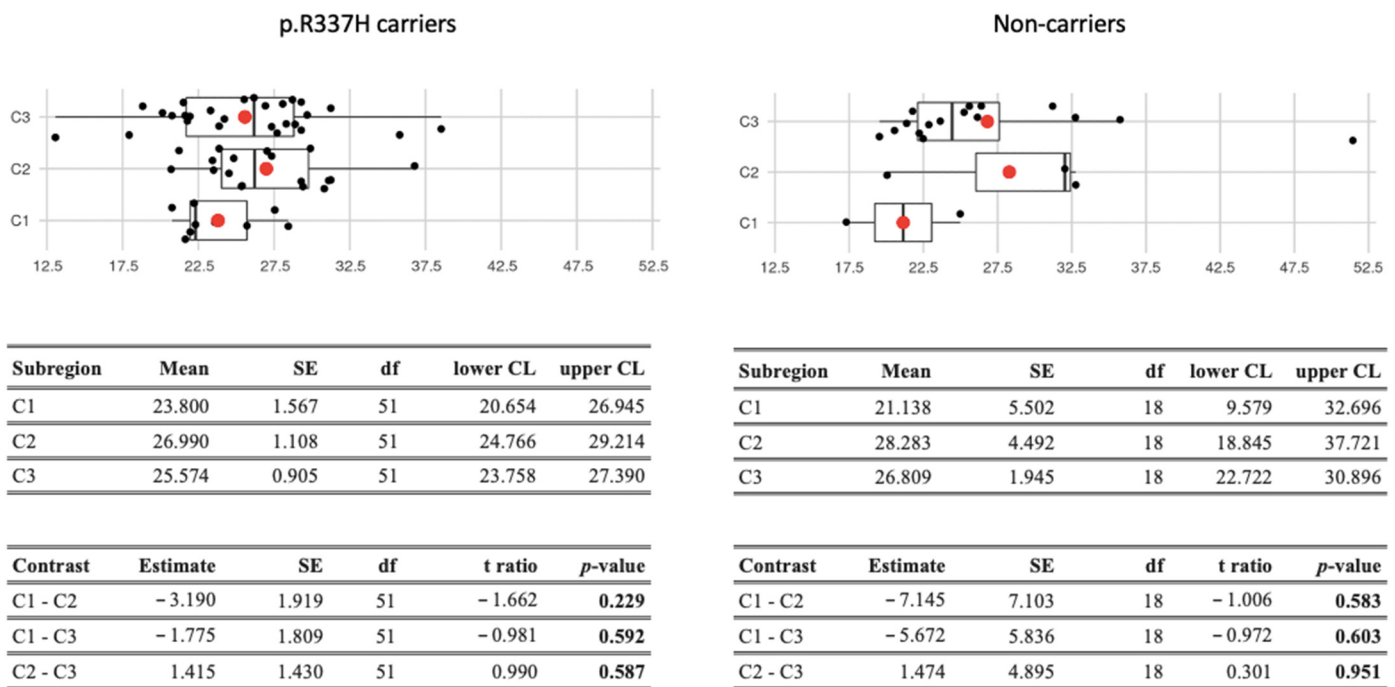 p.R337H carriers
C3
C2
C1
12.5 17.5 22.5 27.5 32.5 37.5 42.5 47.5 52.5
Subregion Mean SE df lower CL upper CL
C1 23.800 1.567 51 20.654 26.945
C2 26.990 1.108 51 24.766 29.214
C3 25.574 0.905 51 23.758 27.390
Contrast Estimate SE df t ratio p-value
C1 - C2 −3.190 1.919 51 −1.662 0.229
C1 - C3 −1.775 1.809 51 −0.981 0.592
C2 - C3 1.415 1.430 51 0.990 0.587
Non-carriers
C3
C2
C1
12.5 17.5 22.5 27.5 32.5 37.5 42.5 47.5 52.5
Subregion Mean SE df lower CL upper CL
C1 21.138 5.502 18 9.579 32.696
C2 28.283 4.492 18 18.845 37.721
C3 26.809 1.945 18 22.722 30.896
Contrast Estimate SE df t ratio p-value
C1 - C2 −7.145 7.103 18 −1.006 0.583
C1 - C3 −5.672 5.836 18 −0.972 0.603
C2 - C3 1.474 4.895 18 0.301 0.951